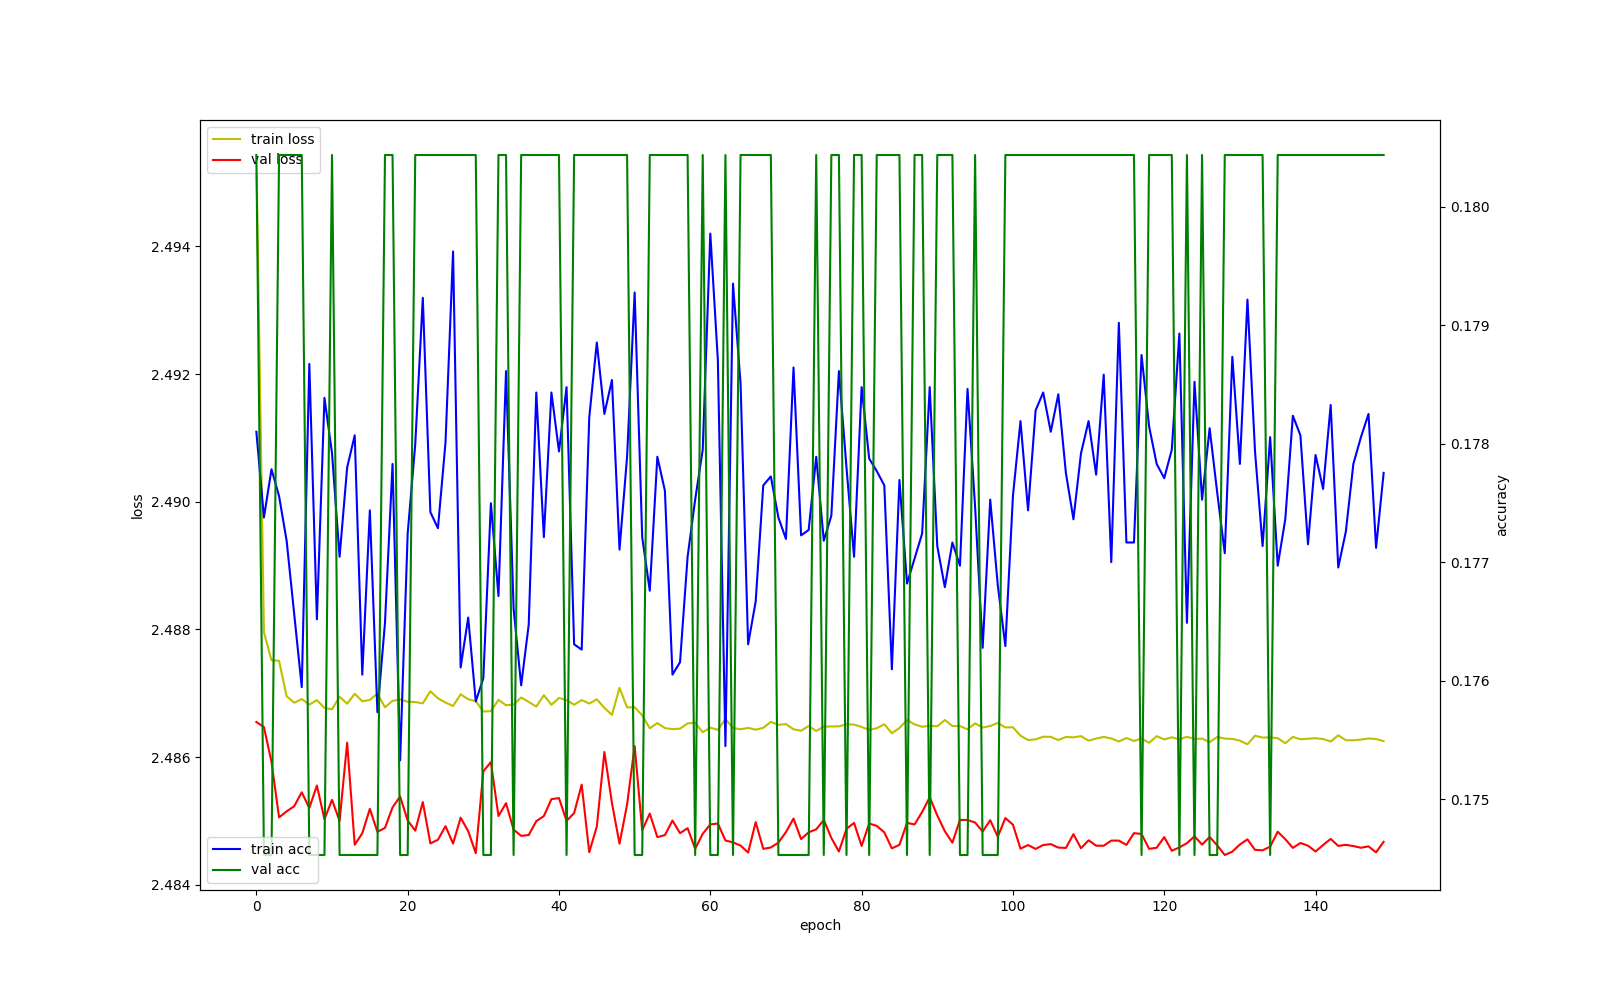 train loss
val loss
2.494
2.492
2.490
2.488
2.486
2.484
loss
0.180
0.179
0.178
0.177
0.176
0.175
accuracy
train acc
val acc
0 20 40 60 80 100 120 140
epoch